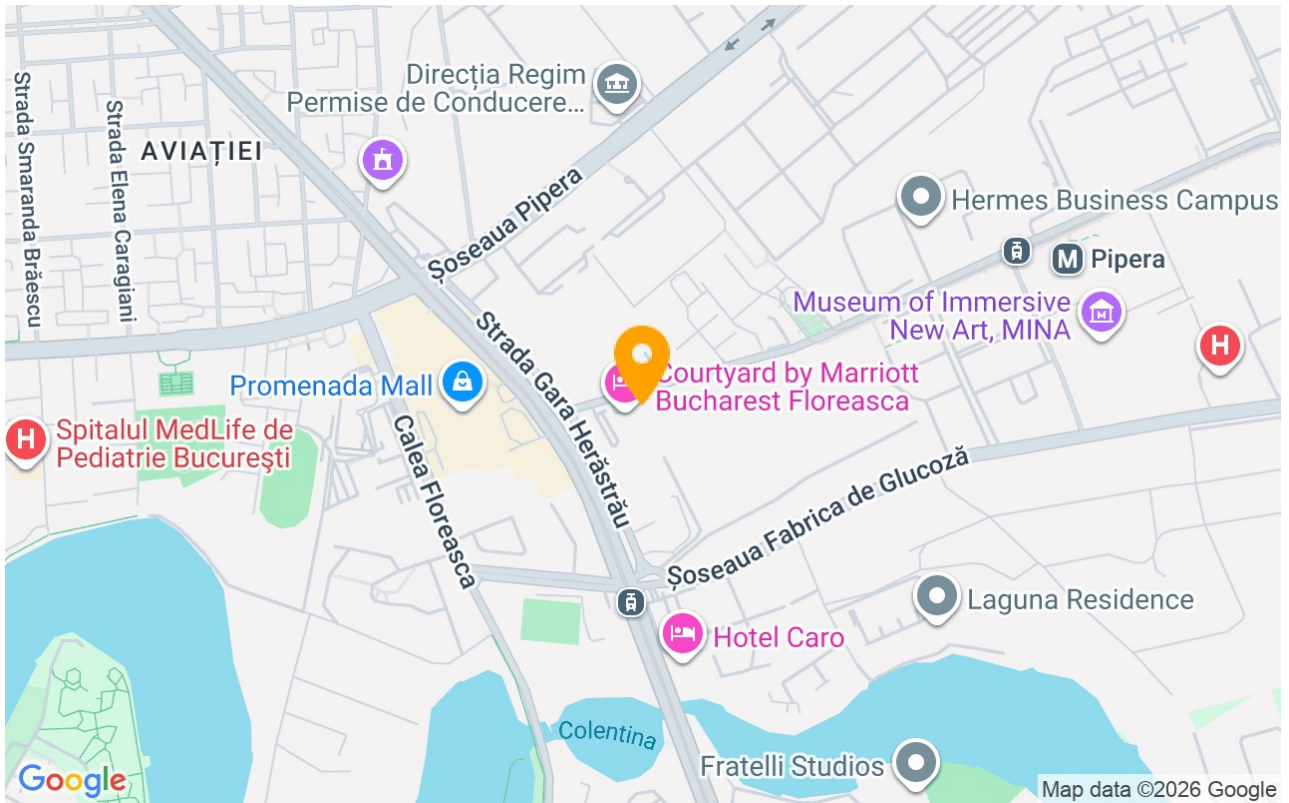 Direcția Regim
Permise de Conducere...
Strada Smaranda Brăescu
Strada Elena Caragiani
AVIAȚIEI
Șoseaua Pipera
Hermes Business Campus
M Pipera
Museum of Immersive
New Art, MINA
H
Strada Gara Herăstrău
Promenada Mall
Courtyard by Marriott
Bucharest Floreasca
H
Spitalul MedLife de
Pediatrie București
Calea Floreasca
Șoseaua Fabrica de Glucoză
Laguna Residence
Hotel Caro
Colentina
Fratelli Studios
Google
Map data ©2026 Google